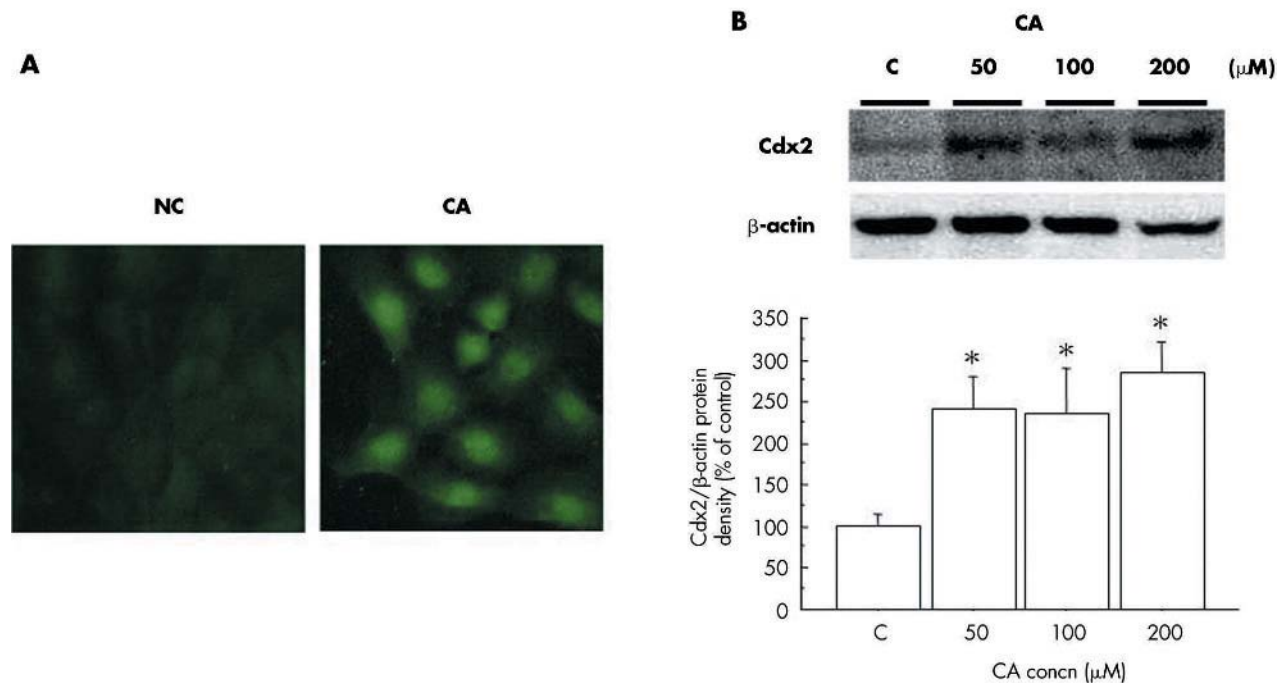 A
NC CA
B
CA
C 50 100 200 (μM)
Cdx2
β-actin
Cdx2/β-actin protein
density (% of control)
350
300
250
200
150
100
50
0
* * *
C 50 100 200
CA concn (μM)